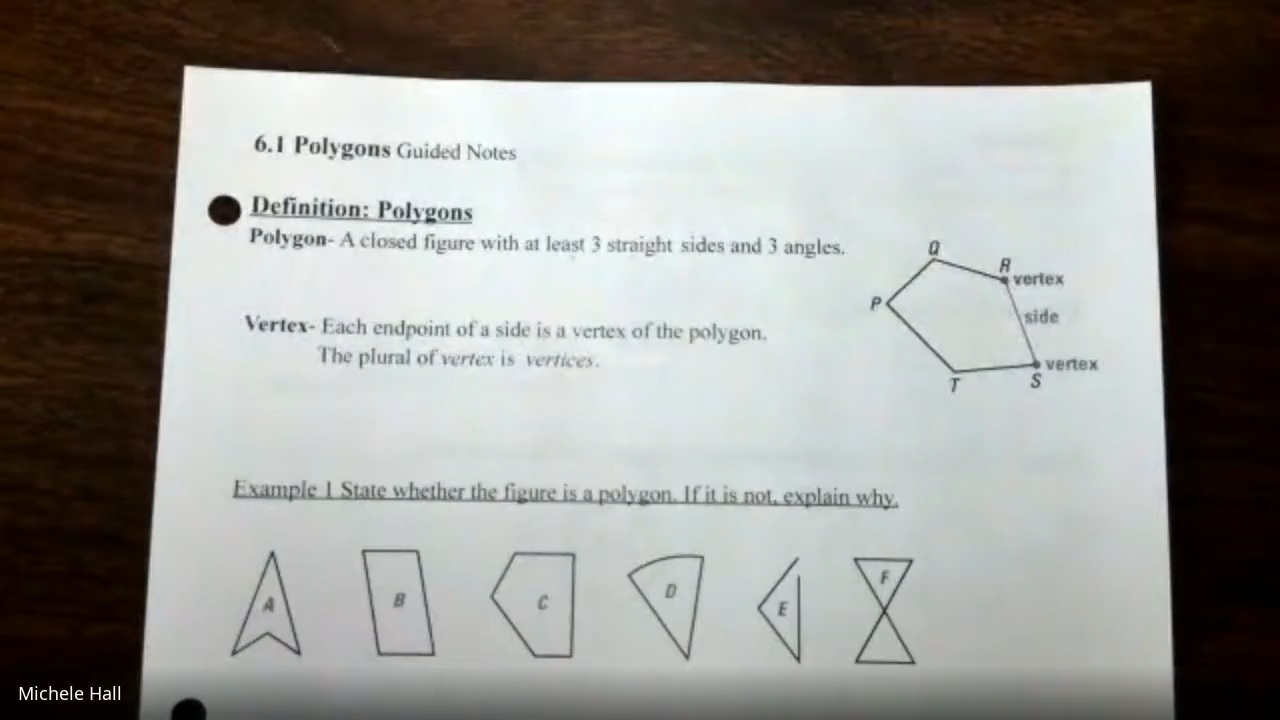 6.1 Polygons Guided Notes
Definition: Polygons
Polygon- A closed figure with at least 3 straight sides and 3 angles.
Q
R
vertex
P
side
Vertex- Each endpoint of a side is a vertex of the polygon.
The plural of vertex is vertices.
vertex
T
S
Example 1 State whether the figure is a polygon. If it is not, explain why.
A B C D E F
Michele Hall